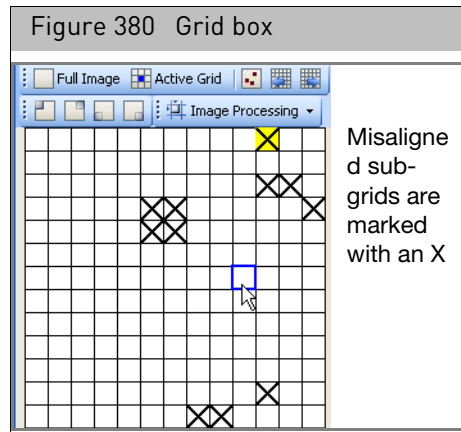 Figure 380 Grid box
Full Image Active Grid
Image Processing
Misaligne
d sub-
grids are
marked
with an X